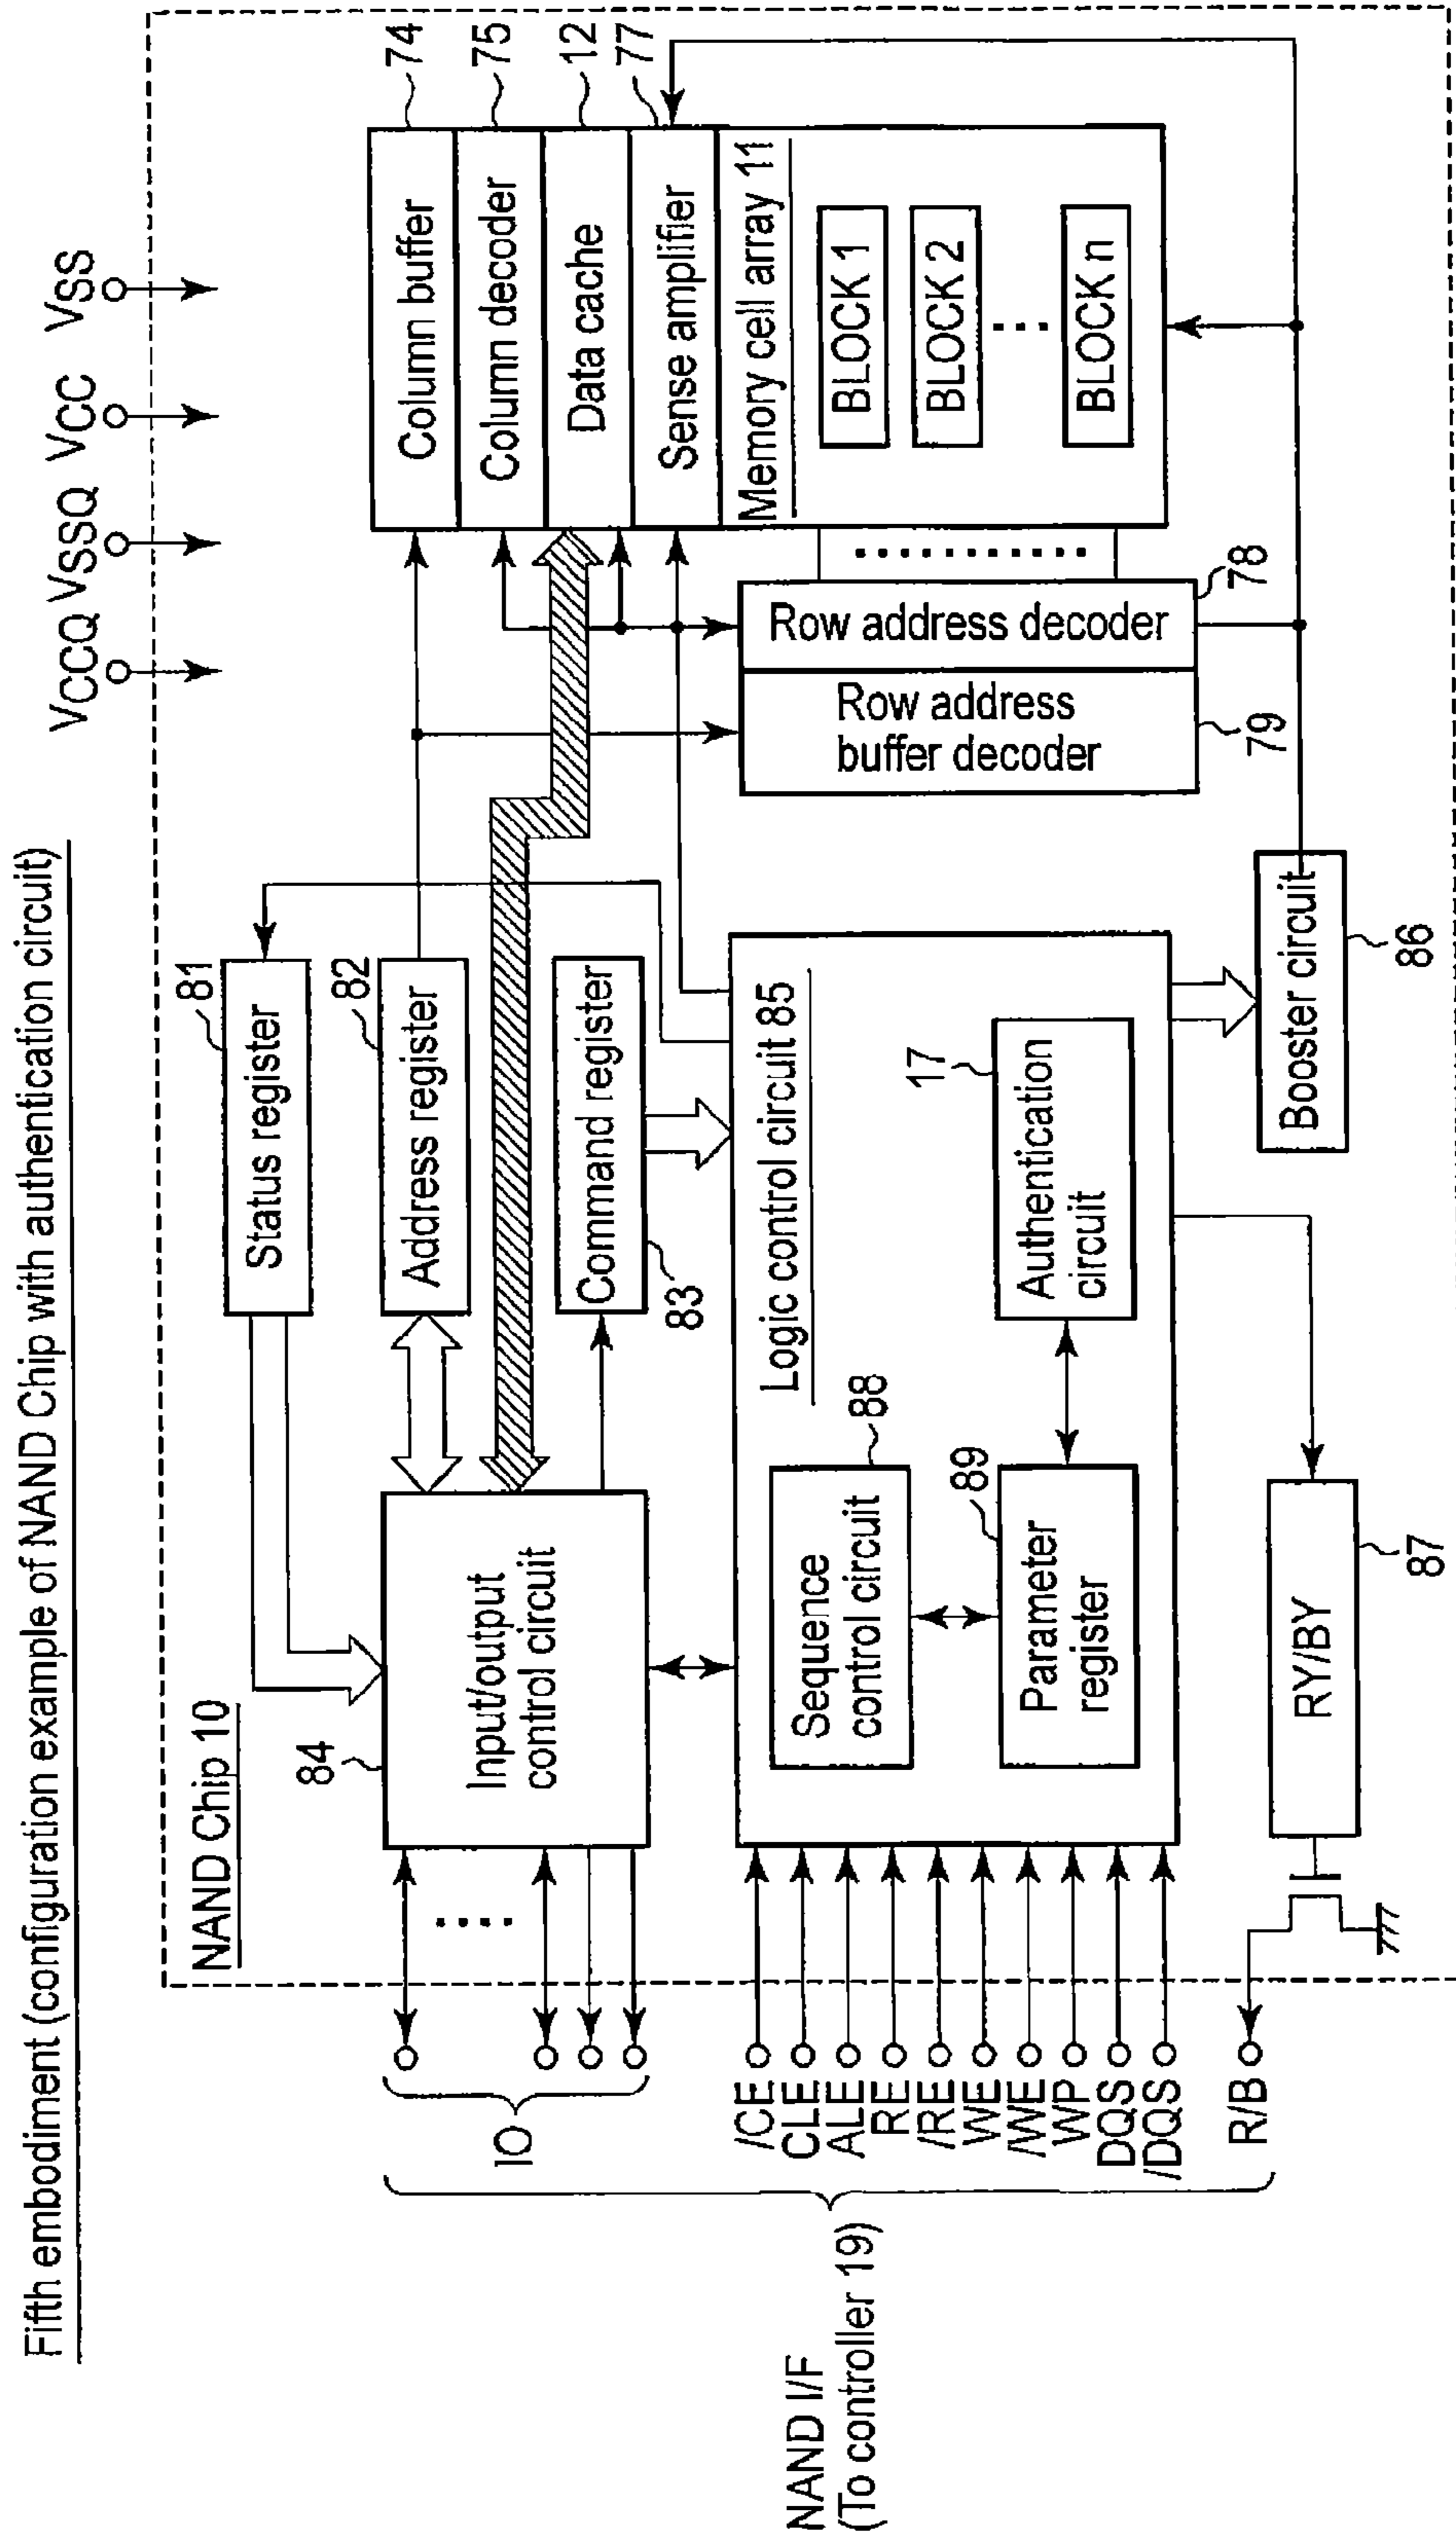 Fifth embodiment (configuration example of NAND Chip with authentication circuit)
VCCQ VSSQ VCC VSS
NAND Chip 10
81
Status register
82
Address register
Command register
83
84
Input/output
control circuit
IO
Column buffer
74
Column decoder
75
Data cache
12
Sense amplifier
77
Memory cell array 11
BLOCK 1
BLOCK 2
BLOCK n
Row address decoder
78
Row address
buffer decoder
79
Logic control circuit 85
Sequence
control circuit
88
Parameter
register
89
Authentication
circuit
17
Booster circuit
86
RY/BY
87
/CE
CLE
ALE
RE
/RE
WE
/WE
WP
DQS
/DQS
R/B
NAND I/F
(To controller 19)